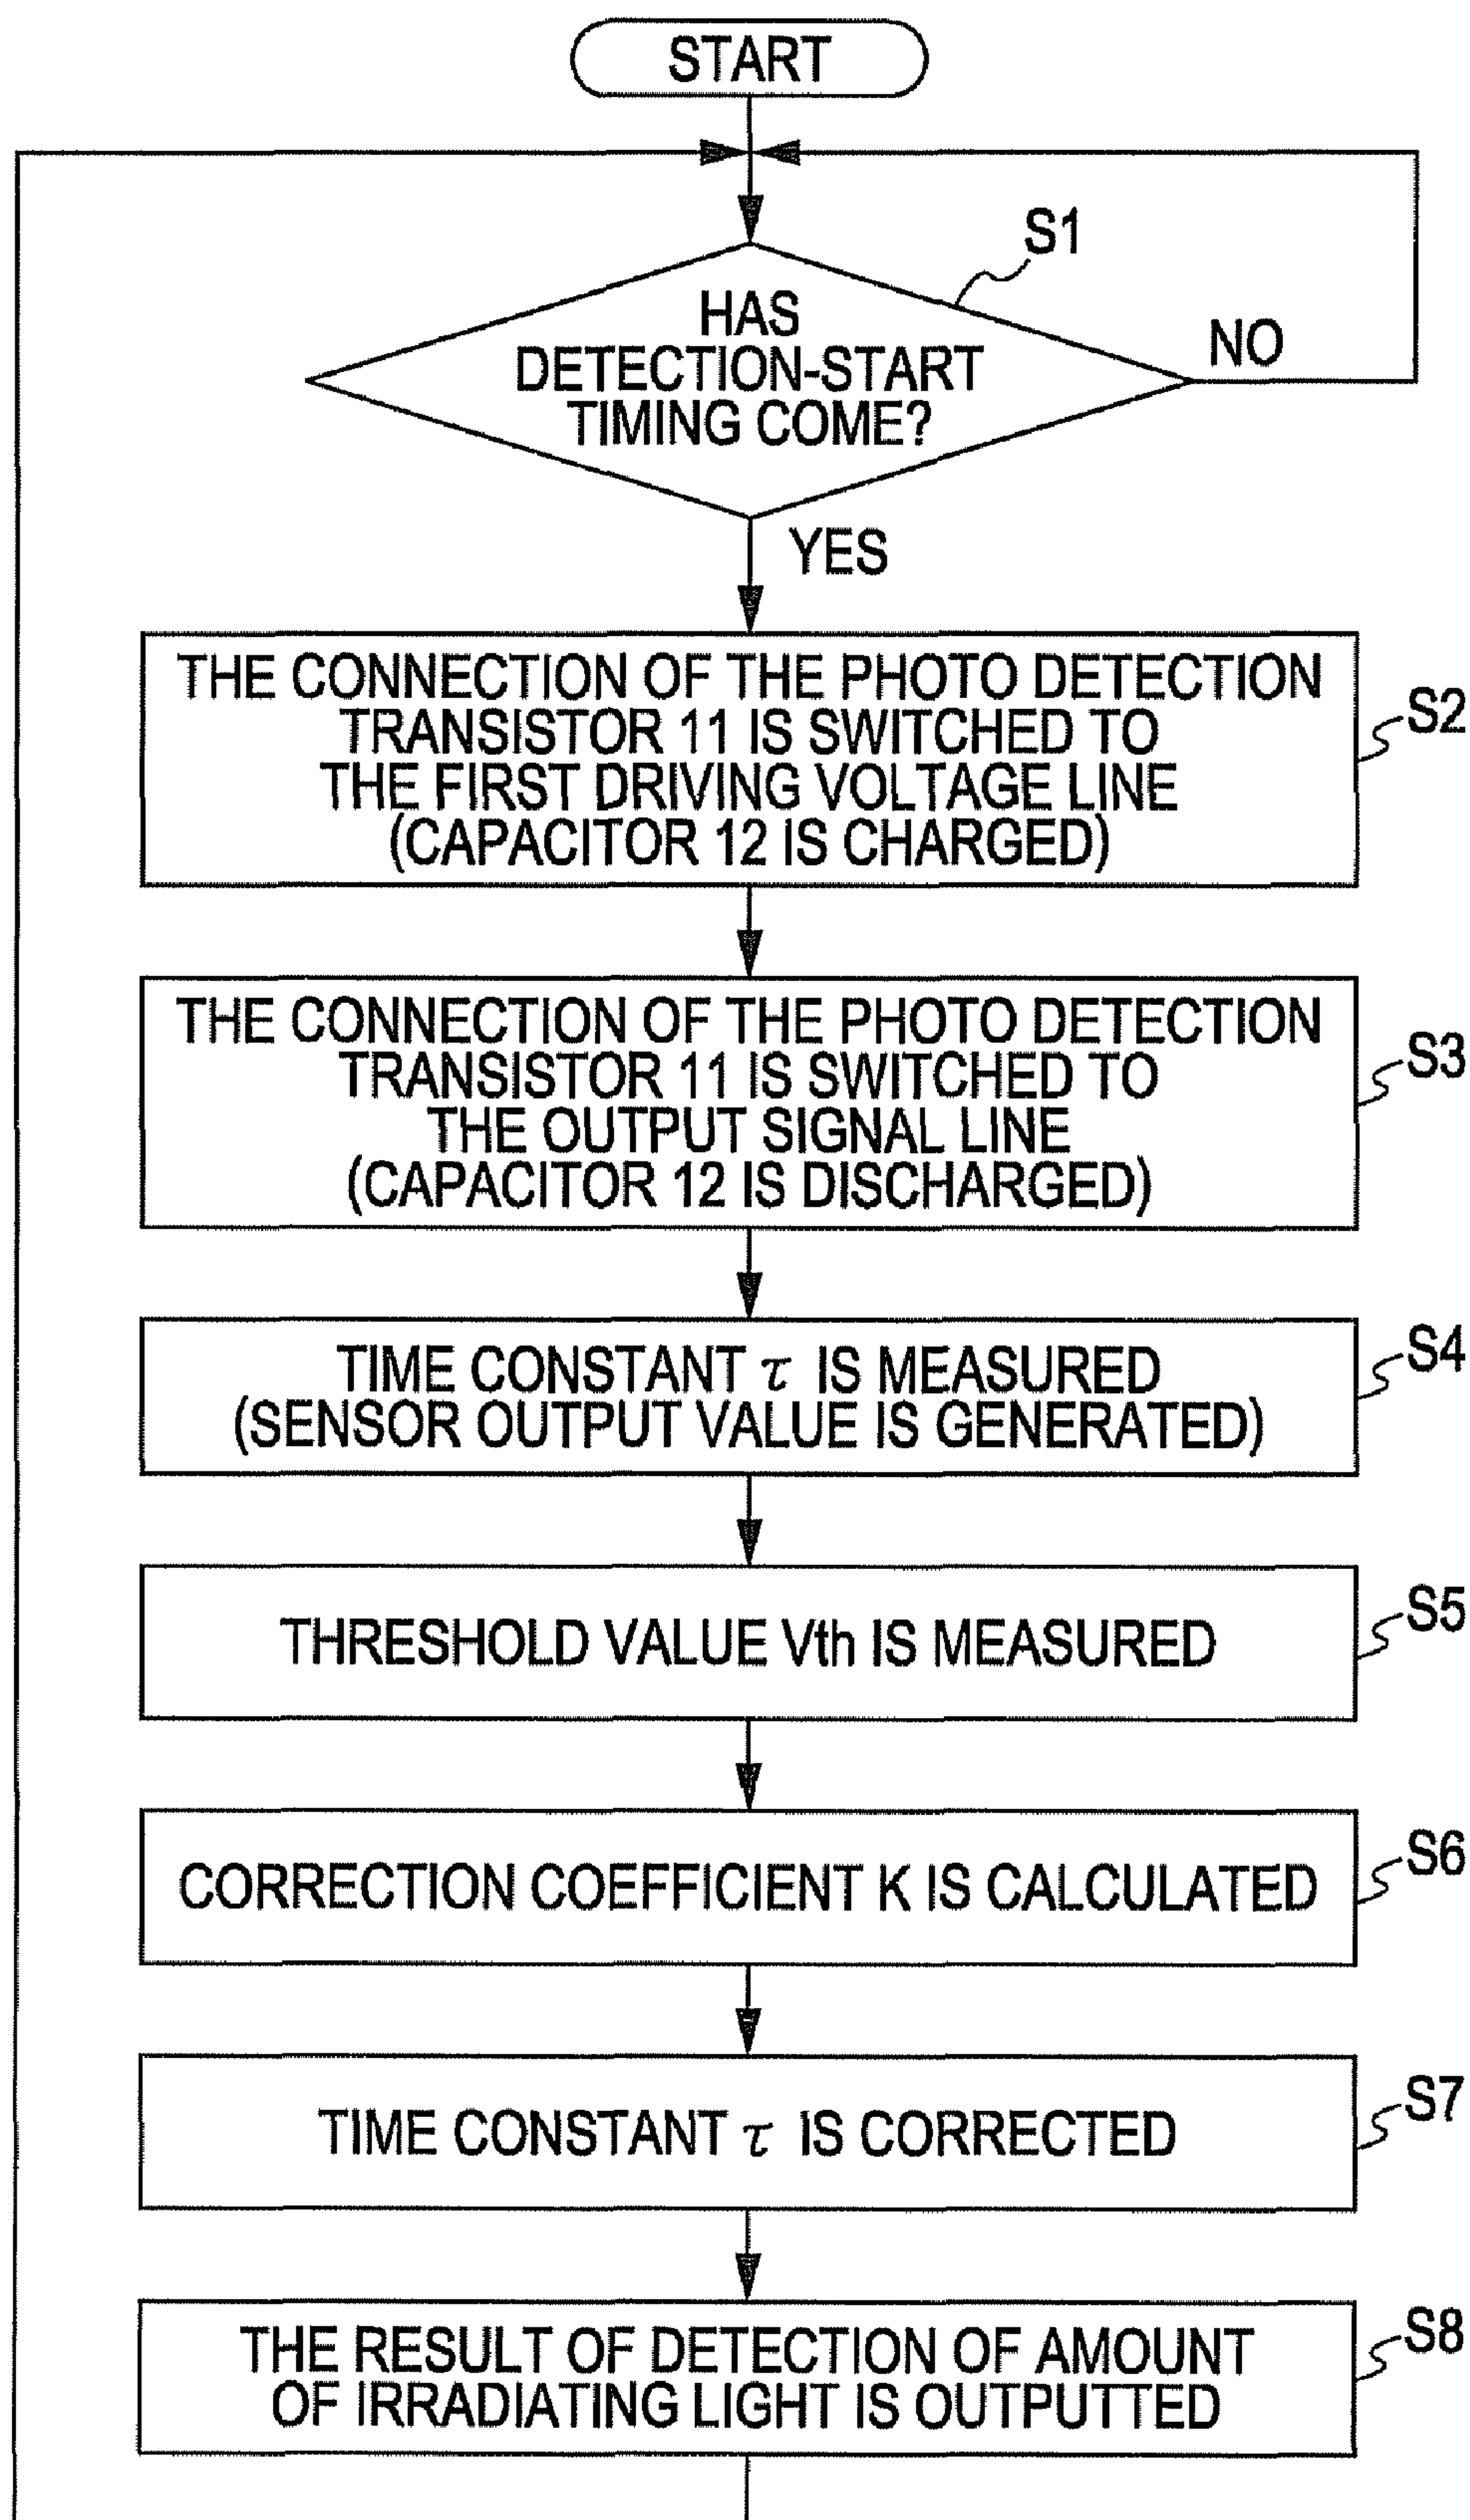 START
S1
HAS
DETECTION-START
TIMING COME?
NO
YES
THE CONNECTION OF THE PHOTO DETECTION
TRANSISTOR 11 IS SWITCHED TO
THE FIRST DRIVING VOLTAGE LINE
(CAPACITOR 12 IS CHARGED)
S2
THE CONNECTION OF THE PHOTO DETECTION
TRANSISTOR 11 IS SWITCHED TO
THE OUTPUT SIGNAL LINE
(CAPACITOR 12 IS DISCHARGED)
S3
TIME CONSTANT τ IS MEASURED
(SENSOR OUTPUT VALUE IS GENERATED)
S4
THRESHOLD VALUE Vth IS MEASURED
S5
CORRECTION COEFFICIENT K IS CALCULATED
S6
TIME CONSTANT τ IS CORRECTED
S7
THE RESULT OF DETECTION OF AMOUNT
OF IRRADIATING LIGHT IS OUTPUTTED
S8